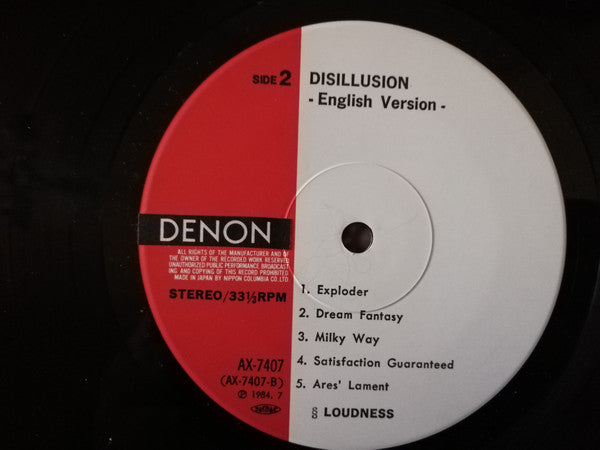 SIDE 2
DISILLUSION
- English Version -
DENON
ALL RIGHTS OF THE MANUFACTURER AND OF
THE OWNER OF THE RECORDED WORK RESERVED
UNAUTHORIZED PUBLIC PERFORMANCE BROADCAST-
ING AND COPYING OF THIS RECORD PROHIBITED
MADE IN JAPAN BY NIPPON COLUMBIA CO.,LTD.
STEREO/33⅓RPM
AX-7407
(AX-7407-B)
Ⓟ 1984. 7
1. Exploder
2. Dream Fantasy
3. Milky Way
4. Satisfaction Guaranteed
5. Ares' Lament
§ LOUDNESS